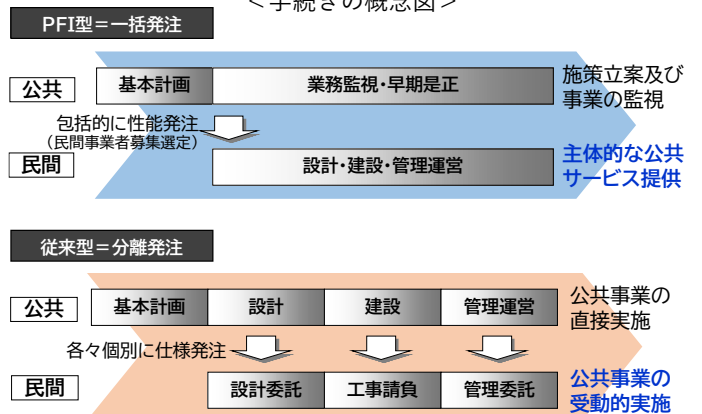 ＜手続きの概念図＞
PFI型＝一括発注
公共
基本計画
業務監視・早期是正
施策立案及び
事業の監視
包括的に性能発注
（民間事業者募集選定）
民間
設計・建設・管理運営
主体的な公共
サービス提供
従来型＝分離発注
公共
基本計画
設計
建設
管理運営
公共事業の
直接実施
各々個別に仕様発注
民間
設計委託
工事請負
管理委託
公共事業の
受動的実施